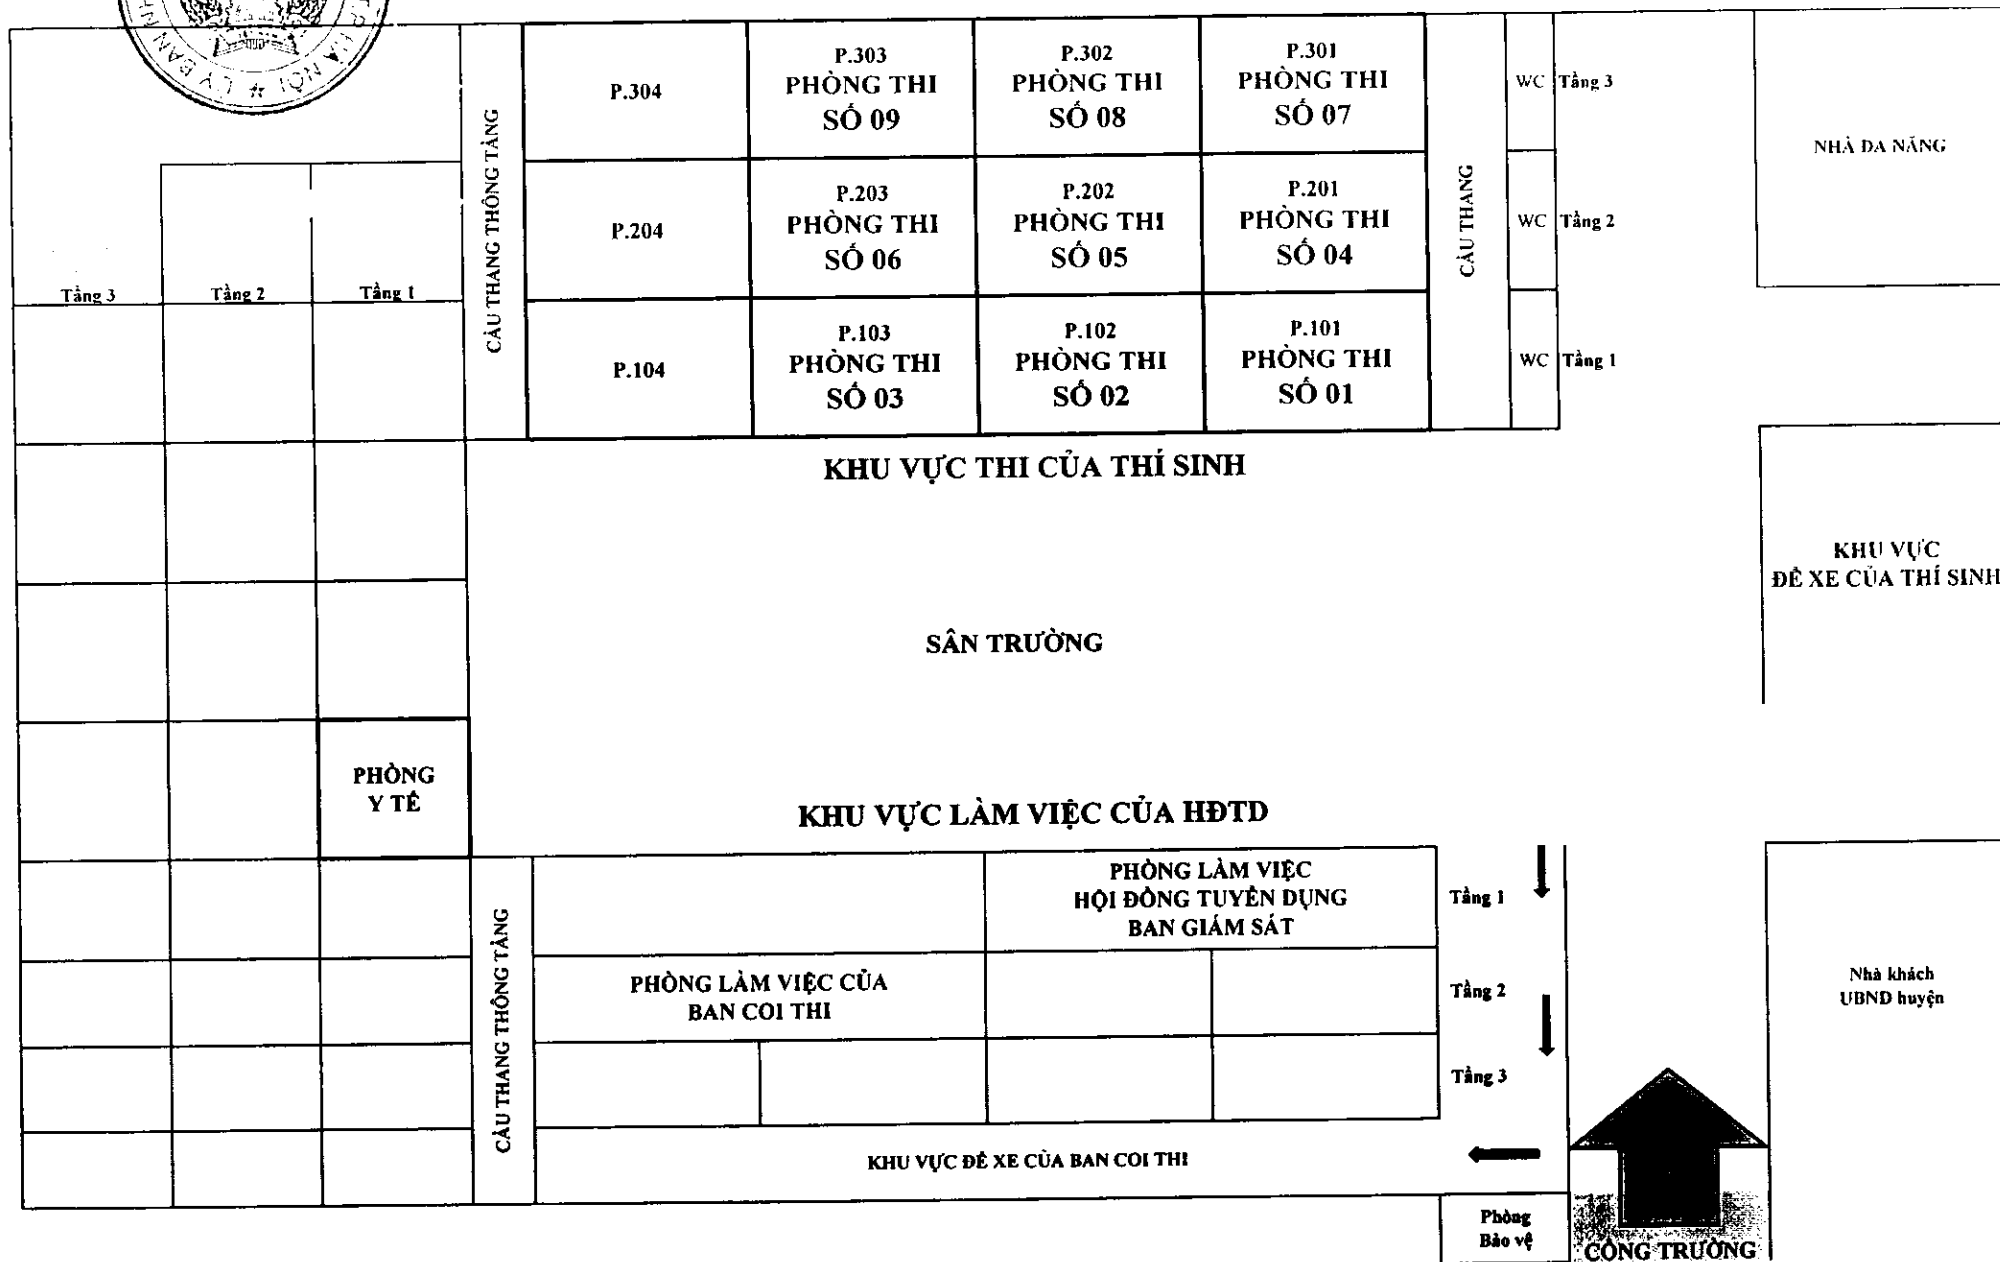 P.304
P.303
PHÒNG THI
SỐ 09
P.302
PHÒNG THI
SỐ 08
P.301
PHÒNG THI
SỐ 07
WC
Tầng 3
NHÀ ĐA NĂNG
CẦU THANG THÔNG TẦNG
P.204
P.203
PHÒNG THI
SỐ 06
P.202
PHÒNG THI
SỐ 05
P.201
PHÒNG THI
SỐ 04
CẦU THANG
WC
Tầng 2
Tầng 3
Tầng 2
Tầng 1
P.104
P.103
PHÒNG THI
SỐ 03
P.102
PHÒNG THI
SỐ 02
P.101
PHÒNG THI
SỐ 01
WC
Tầng 1
KHU VỰC THI CỦA THÍ SINH
KHU VỰC
ĐỂ XE CỦA THÍ SINH
SÂN TRƯỜNG
PHÒNG
Y TẾ
KHU VỰC LÀM VIỆC CỦA HĐTD
PHÒNG LÀM VIỆC
HỘI ĐỒNG TUYỂN DỤNG
BAN GIÁM SÁT
Tầng 1
CẦU THANG THÔNG TẦNG
PHÒNG LÀM VIỆC CỦA
BAN COI THI
Tầng 2
Nhà khách
UBND huyện
Tầng 3
KHU VỰC ĐỂ XE CỦA BAN COI THI
Phòng
Bảo vệ
CỔNG TRƯỜNG